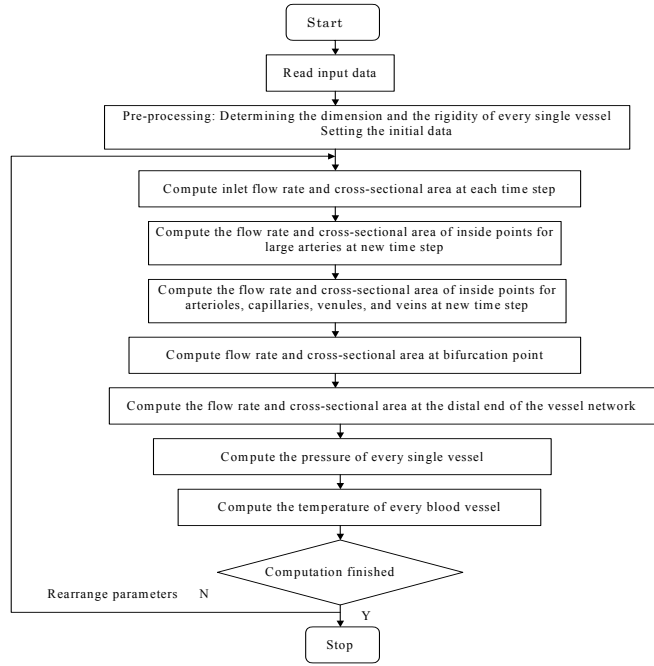 Start
Read input data
Pre-processing: Determining the dimension and the rigidity of every single vessel
Setting the initial data
Compute inlet flow rate and cross-sectional area at each time step
Compute the flow rate and cross-sectional area of inside points for
large arteries at new time step
Compute the flow rate and cross-sectional area of inside points for
arterioles, capillaries, venules, and veins at new time step
Compute flow rate and cross-sectional area at bifurcation point
Compute the flow rate and cross-sectional area at the distal end of the vessel network
Compute the pressure of every single vessel
Compute the temperature of every blood vessel
Computation finished
Rearrange parameters N
Y
Stop